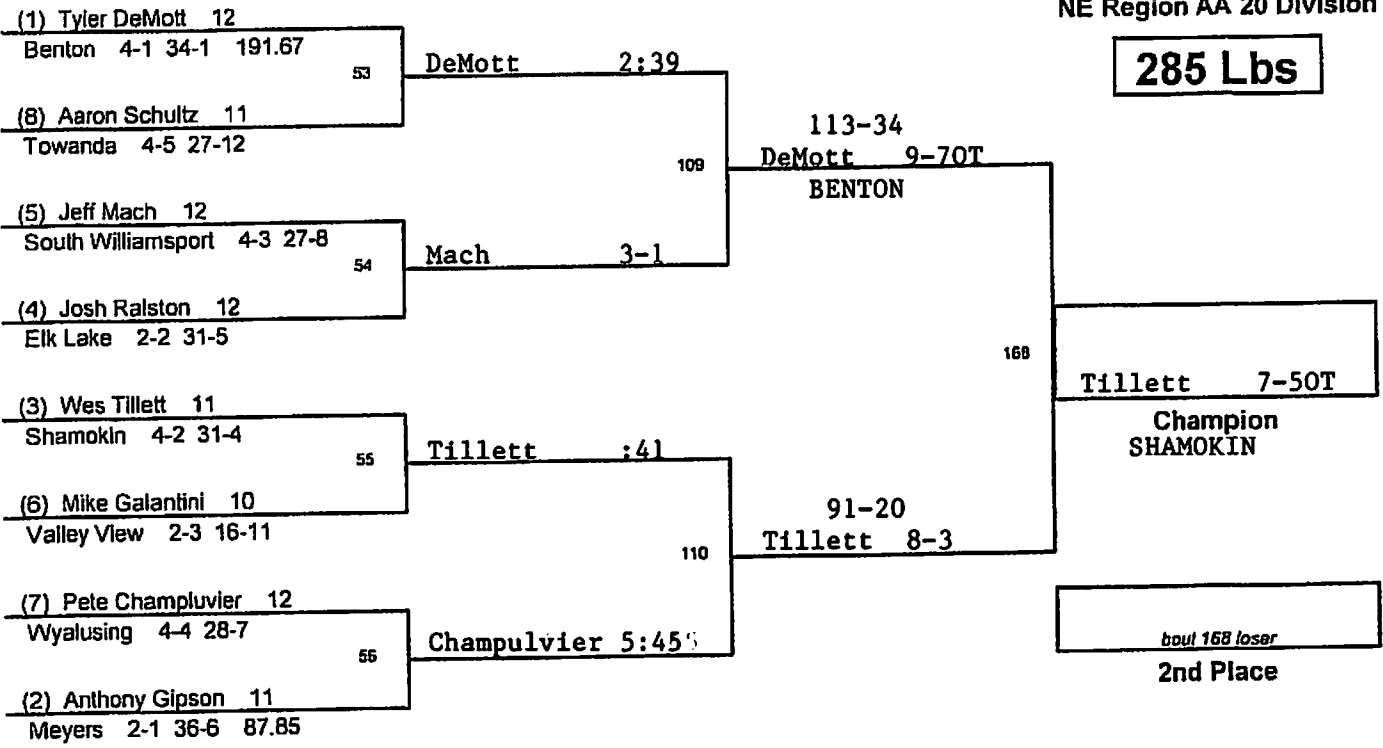 NE Region AA 20 Division
285 Lbs
(1) Tyler DeMott 12
Benton 4-1 34-1 191.67
53
DeMott 2:39
(8) Aaron Schultz 11
Towanda 4-5 27-12
113-34
109
DeMott 9-7OT
BENTON
(5) Jeff Mach 12
South Williamsport 4-3 27-8
54
Mach 3-1
(4) Josh Ralston 12
Elk Lake 2-2 31-5
168
Tillett 7-5OT
Champion
SHAMOKIN
(3) Wes Tillett 11
Shamokin 4-2 31-4
55
Tillett :41
(6) Mike Galantini 10
Valley View 2-3 16-11
91-20
110
Tillett 8-3
(7) Pete Champluvier 12
Wyalusing 4-4 28-7
56
Champulvier 5:45
(2) Anthony Gipson 11
Meyers 2-1 36-6 87.85
bout 168 loser
2nd Place